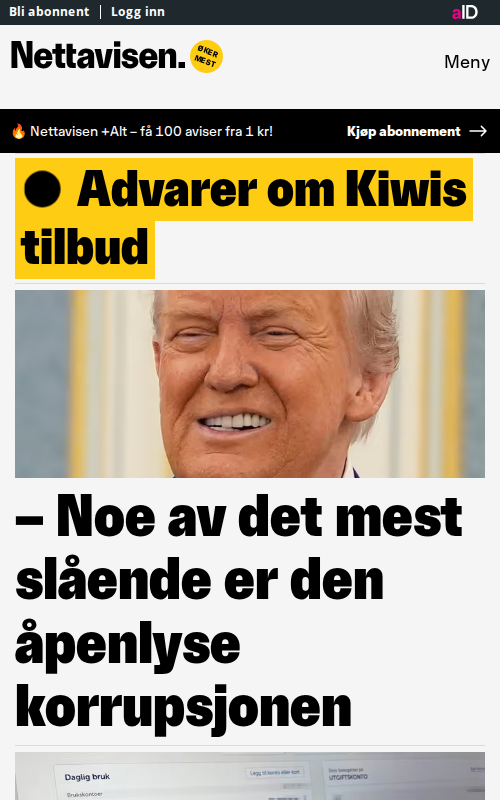 Bli abonnent | Logg inn
aID
Nettavisen.
ØKER
MEST
Meny
🔥 Nettavisen +Alt – få 100 aviser fra 1 kr!
Kjøp abonnement →
Advarer om Kiwis
tilbud
– Noe av det mest
slående er den
åpenlyse
korrupsjonen
Daglig bruk
Legg til konto eller kort
Brukskontoer
UTGIFTSKONTO